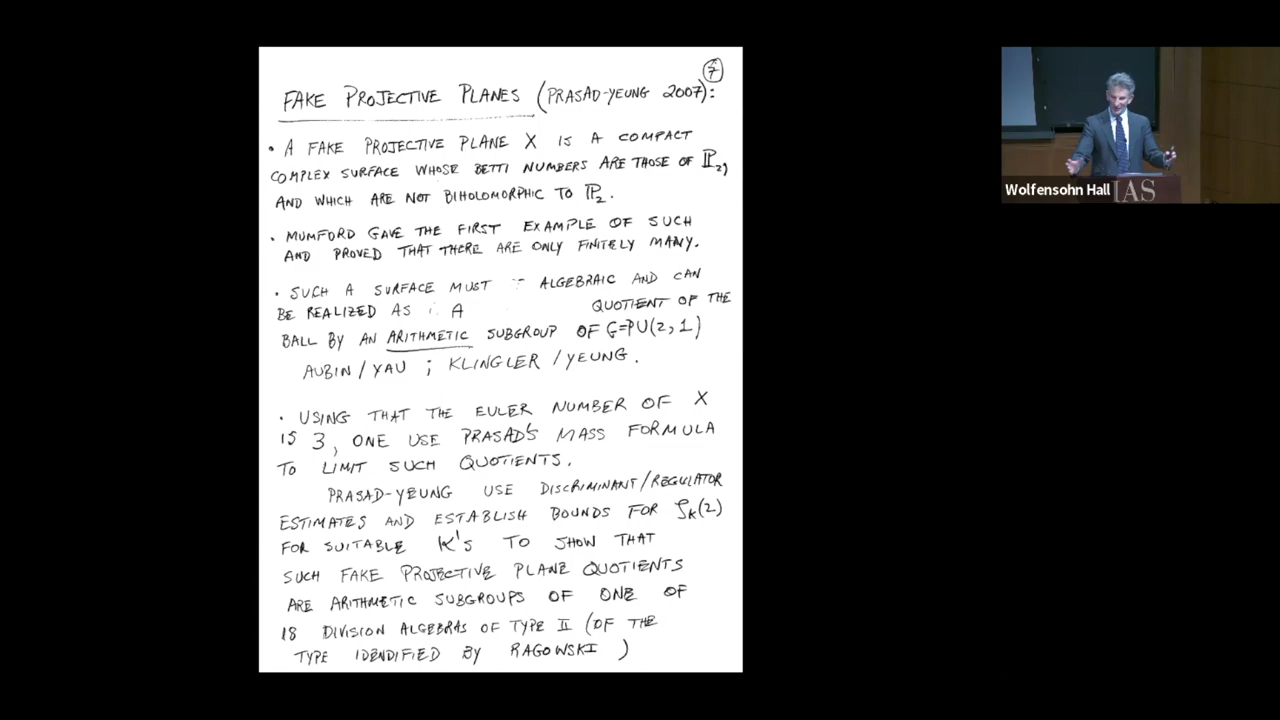 7
FAKE PROJECTIVE PLANES (PRASAD-YEUNG 2007):
• A FAKE PROJECTIVE PLANE X IS A COMPACT
COMPLEX SURFACE WHOSE BETTI NUMBERS ARE THOSE OF ℙ₂,
AND WHICH ARE NOT BIHOLOMORPHIC TO ℙ₂.
• MUMFORD GAVE THE FIRST EXAMPLE OF SUCH
AND PROVED THAT THERE ARE ONLY FINITELY MANY.
• SUCH A SURFACE MUST ALGEBRAIC AND CAN
BE REALIZED AS A QUOTIENT OF THE
BALL BY AN ARITHMETIC SUBGROUP OF G=PU(2,1)
AUBIN/YAU ; KLINGLER/YEUNG.
• USING THAT THE EULER NUMBER OF X
IS 3, ONE USE PRASAD'S MASS FORMULA
TO LIMIT SUCH QUOTIENTS.
PRASAD-YEUNG USE DISCRIMINANT/REGULATOR
ESTIMATES AND ESTABLISH BOUNDS FOR ζ_K(2)
FOR SUITABLE K'S TO SHOW THAT
SUCH FAKE PROJECTIVE PLANE QUOTIENTS
ARE ARITHMETIC SUBGROUPS OF ONE OF
18 DIVISION ALGEBRAS OF TYPE II (OF THE
TYPE IDENDIFIED BY RAGOWSKI )
Wolfensohn Hall
IAS